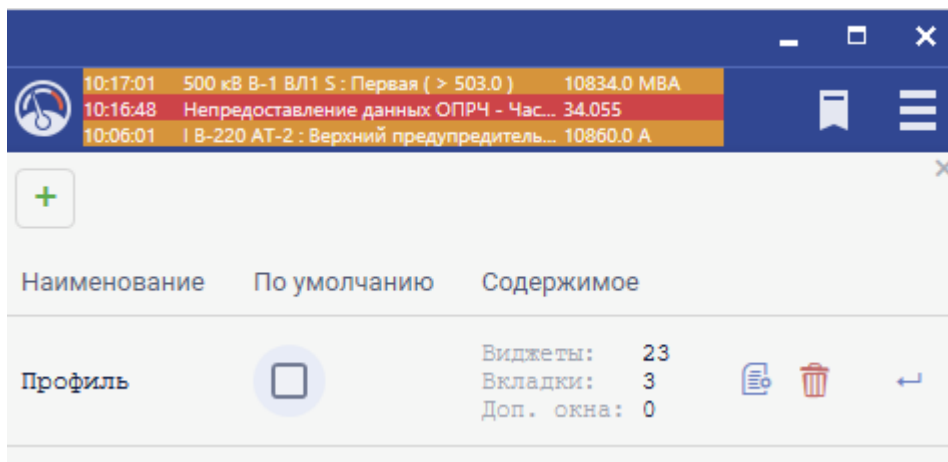 10:17:01 500 кВ В-1 ВЛ1 S : Первая ( > 503.0 ) 10834.0 МВА
10:16:48 Непредоставление данных ОПРЧ - Час... 34.055
10:06:01 I В-220 АТ-2 : Верхний предупредитель... 10860.0 А
Наименование По умолчанию Содержимое
Профиль
Виджеты: 23
Вкладки: 3
Доп. окна: 0